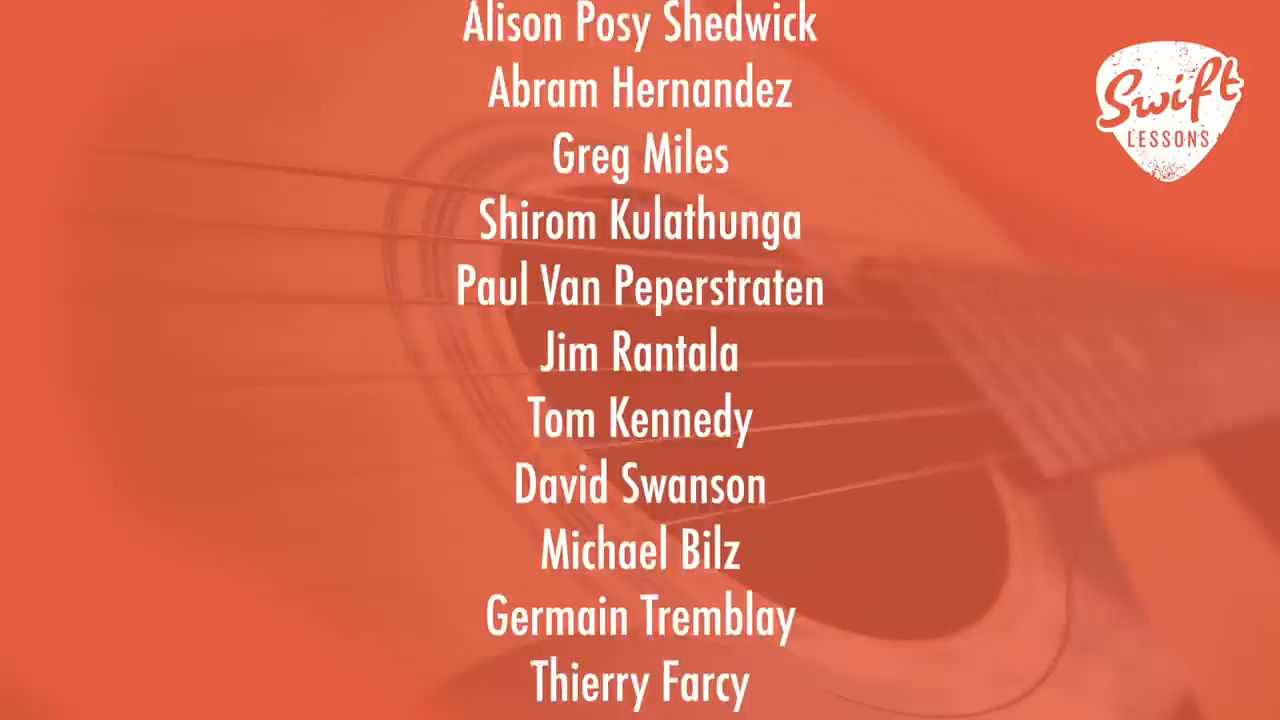 Alison Posy Shedwick
Abram Hernandez
Greg Miles
Shirom Kulathunga
Paul Van Peperstraten
Jim Rantala
Tom Kennedy
David Swanson
Michael Bilz
Germain Tremblay
Thierry Farcy
Swift
LESSONS